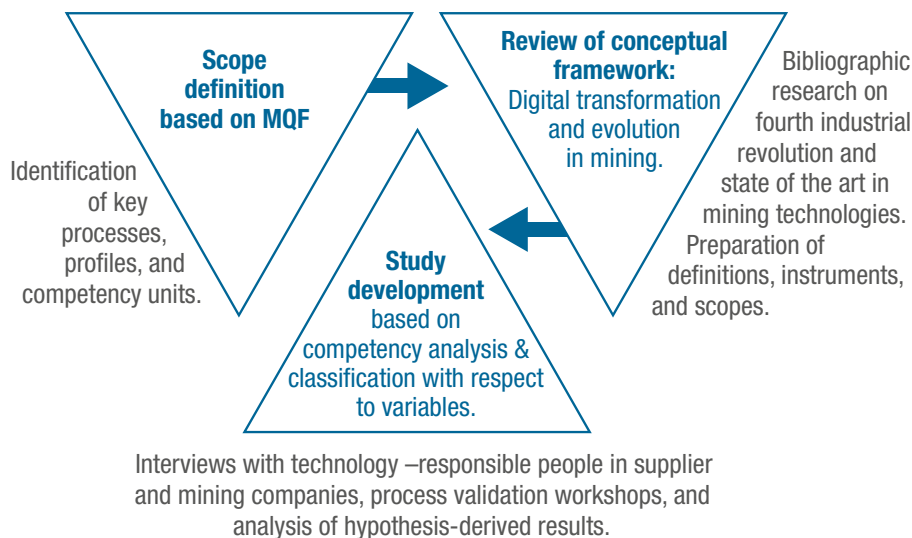 Scope
definition
based on MQF
Identification
of key
processes,
profiles, and
competency units.
Review of conceptual
framework:
Digital transformation
and evolution
in mining.
Bibliographic
research on
fourth industrial
revolution and
state of the art in
mining technologies.
Preparation of
definitions, instruments,
and scopes.
Study
development
based on
competency analysis &
classification with respect
to variables.
Interviews with technology –responsible people in supplier
and mining companies, process validation workshops, and
analysis of hypothesis-derived results.